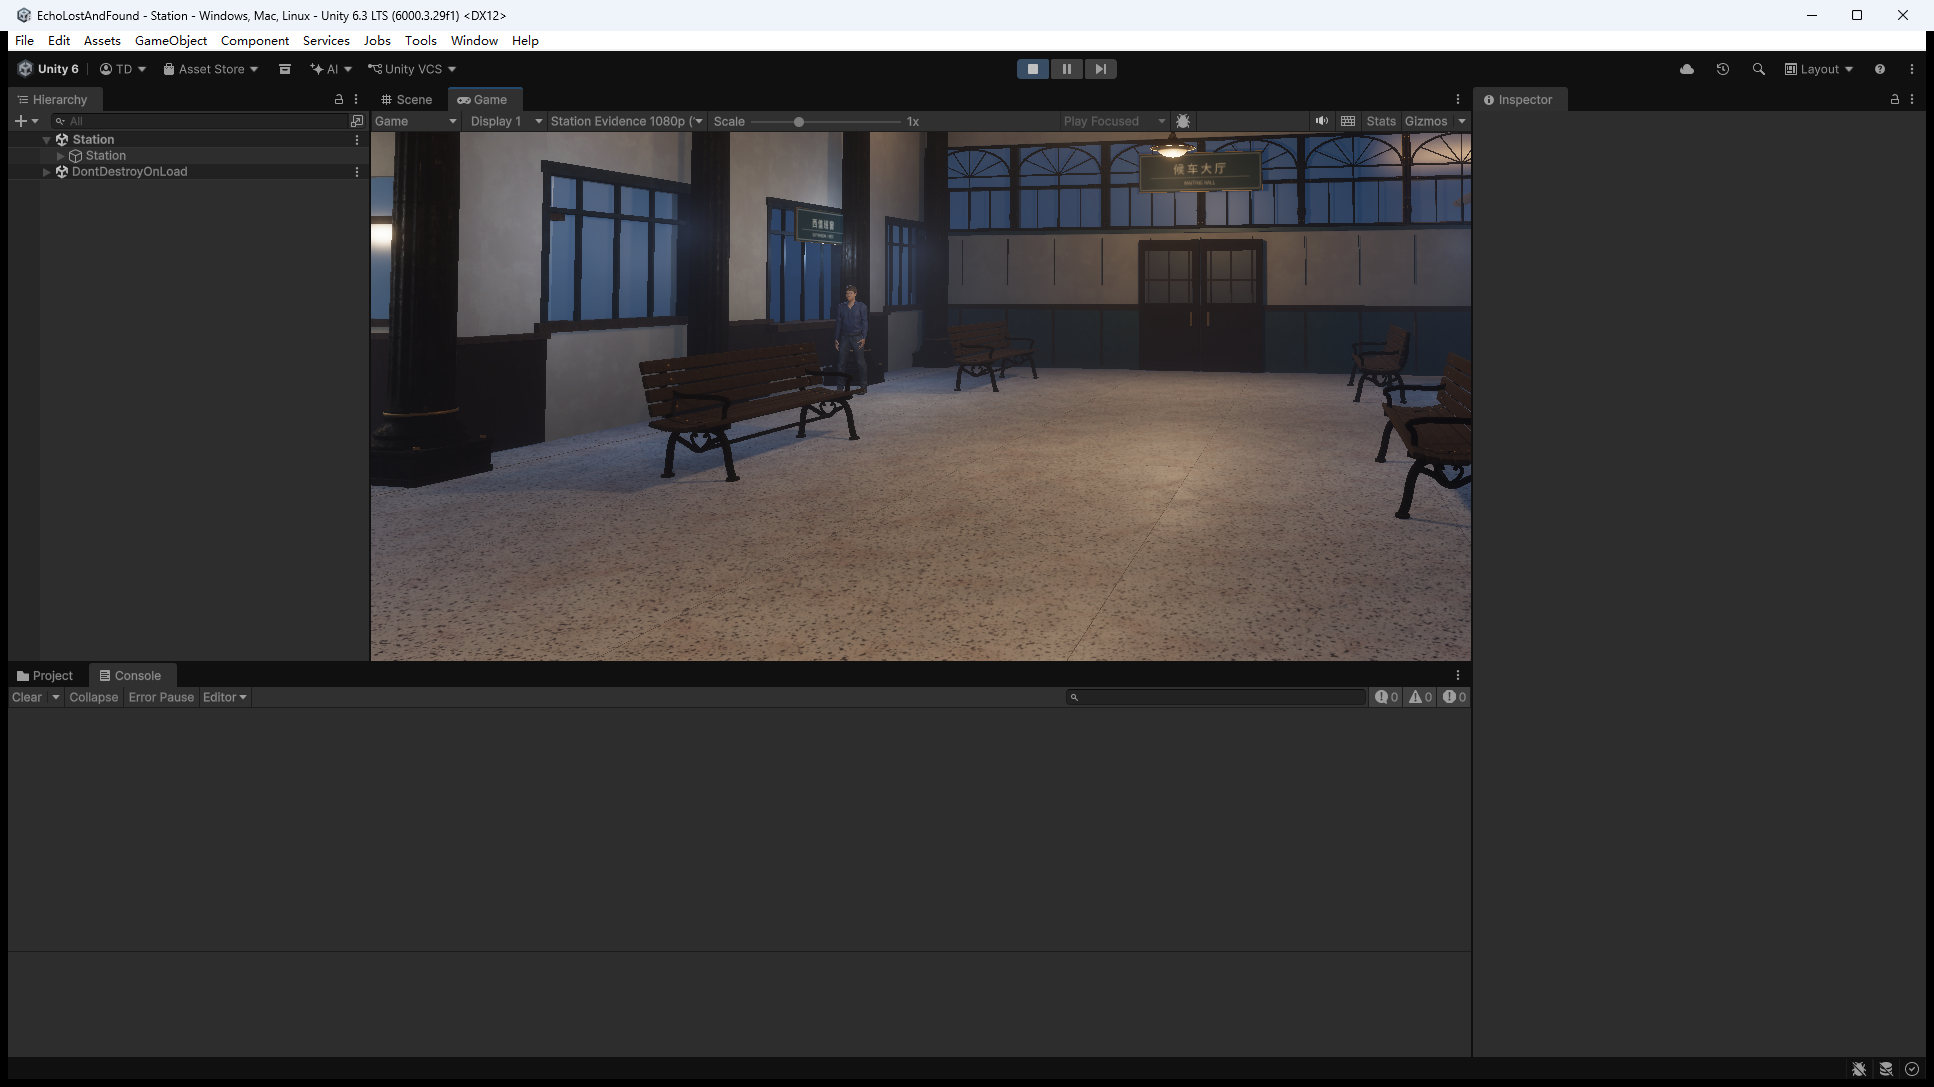 EchoLostAndFound - Station - Windows, Mac, Linux - Unity 6.3 LTS (6000.3.29f1) <DX12>
File Edit Assets GameObject Component Services Jobs Tools Window Help
Unity 6 TD Asset Store AI Unity VCS Layout
Hierarchy
All
Station
Station
DontDestroyOnLoad
Scene Game
Game Display 1 Station Evidence 1080p ( Scale 1x Play Focused Stats Gizmos
候车大厅
WAITING HALL
Inspector
Project Console
Clear Collapse Error Pause Editor 0 0 0